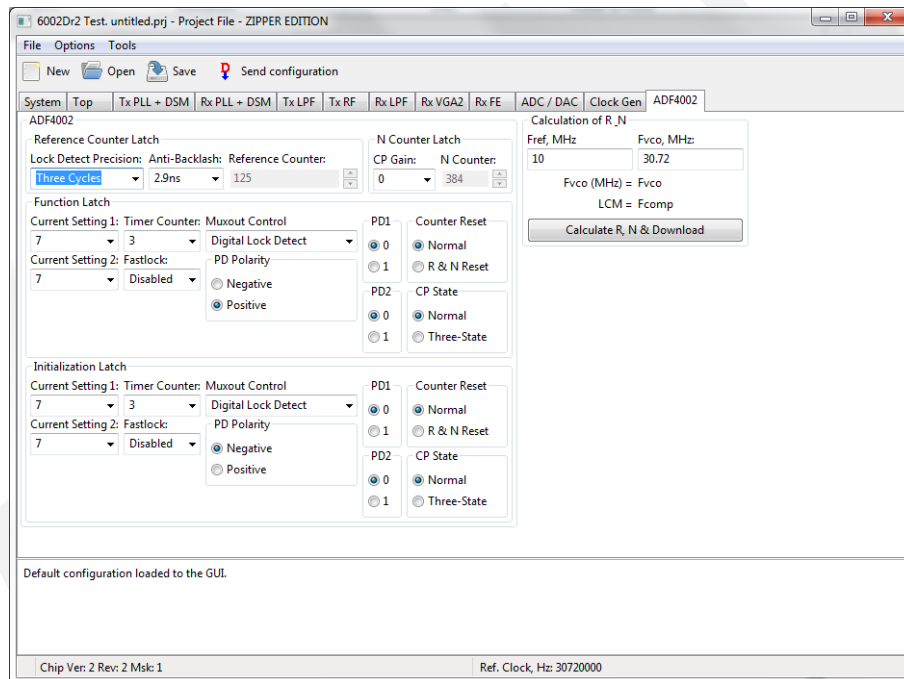 6002Dr2 Test. untitled.prj - Project File - ZIPPER EDITION
File Options Tools
New Open Save Send configuration
System Top Tx PLL + DSM Rx PLL + DSM Tx LPF Tx RF Rx LPF Rx VGA2 Rx FE ADC / DAC Clock Gen ADF4002
ADF4002
Reference Counter Latch
Lock Detect Precision: Anti-Backlash: Reference Counter:
Three Cycles 2.9ns 125
N Counter Latch
CP Gain: N Counter:
0 384
Function Latch
Current Setting 1: Timer Counter: Muxout Control
7 3 Digital Lock Detect
Current Setting 2: Fastlock:
7 Disabled
PD Polarity
Negative
Positive
PD1
0
1
Counter Reset
Normal
R & N Reset
PD2
0
1
CP State
Normal
Three-State
Initialization Latch
Current Setting 1: Timer Counter: Muxout Control
7 3 Digital Lock Detect
Current Setting 2: Fastlock:
7 Disabled
PD Polarity
Negative
Positive
PD1
0
1
Counter Reset
Normal
R & N Reset
PD2
0
1
CP State
Normal
Three-State
Calculation of R_N
Fref, MHz Fvco, MHz:
10 30.72
Fvco (MHz) = Fvco
LCM = Fcomp
Calculate R, N & Download
Default configuration loaded to the GUI.
Chip Ver: 2 Rev: 2 Msk: 1 Ref. Clock, Hz: 30720000